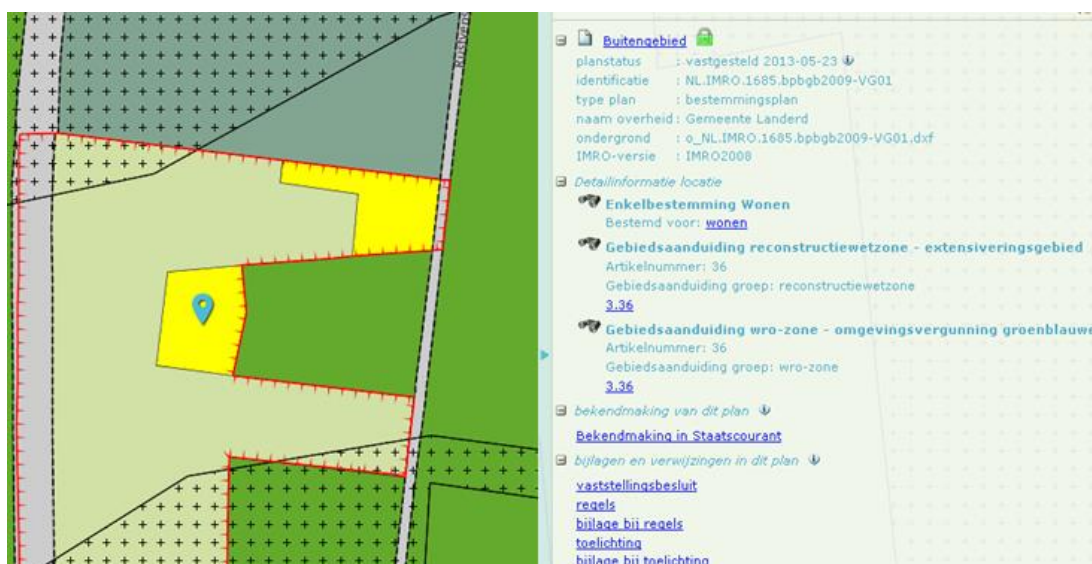 Buitengebied
planstatus : vastgesteld 2013-05-23
identificatie : NL.IMRO.1685.bpbgb2009-VG01
type plan : bestemmingsplan
naam overheid : Gemeente Landerd
ondergrond : o_NL.IMRO.1685.bpbgb2009-VG01.dxf
IMRO-versie : IMRO2008
Detailinformatie locatie
Enkelbestemming Wonen
Bestemd voor: wonen
Gebiedsaanduiding reconstructiewetzone - extensiveringsgebied
Artikelnummer: 36
Gebiedsaanduiding groep: reconstructiewetzone
3.36
Gebiedsaanduiding wro-zone - omgevingsvergunning groenblauwe
Artikelnummer: 36
Gebiedsaanduiding groep: wro-zone
3.36
bekendmaking van dit plan
Bekendmaking in Staatscourant
bijlagen en verwijzingen in dit plan
vaststellingsbesluit
regels
bijlage bij regels
toelichting
bijlage bij toelichting